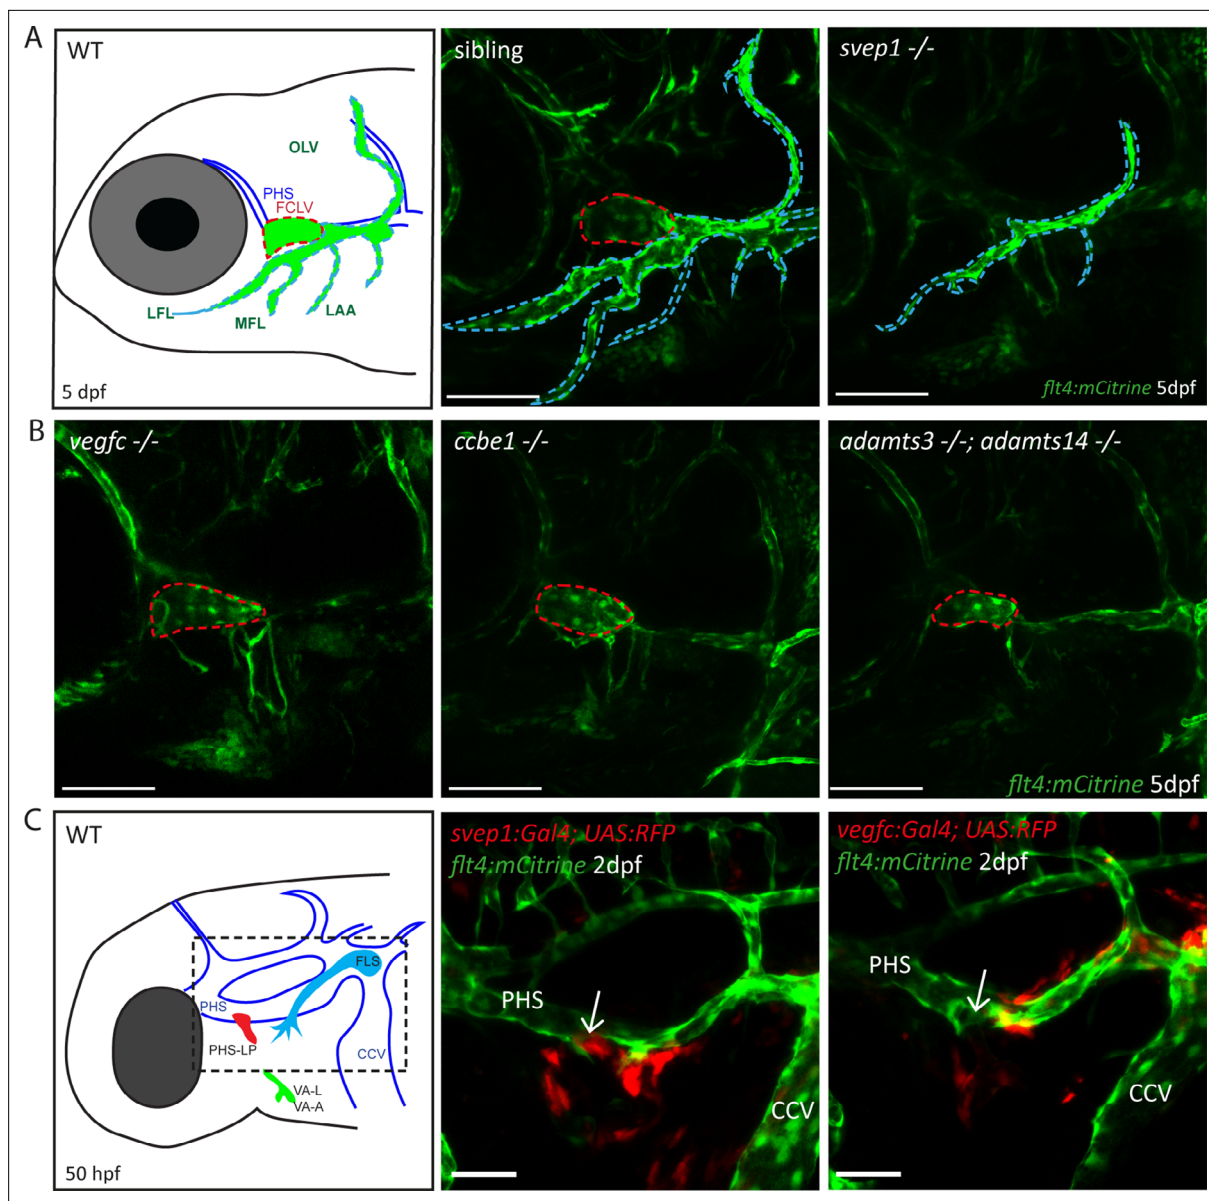 A
WT
OLV
PHS
FCLV
LFL
MFL
LAA
5 dpf
sibling
svep1 -/-
flt4:mCitrine 5dpf
B
vegfc -/-
ccbe1 -/-
adamts3 -/-; adamts14 -/-
flt4:mCitrine 5dpf
C
WT
FLS
PHS
PHS-LP
CCV
VA-L
VA-A
50 hpf
svep1:Gal4; UAS:RFP
flt4:mCitrine 2dpf
PHS
CCV
vegfc:Gal4; UAS:RFP
flt4:mCitrine 2dpf
PHS
CCV